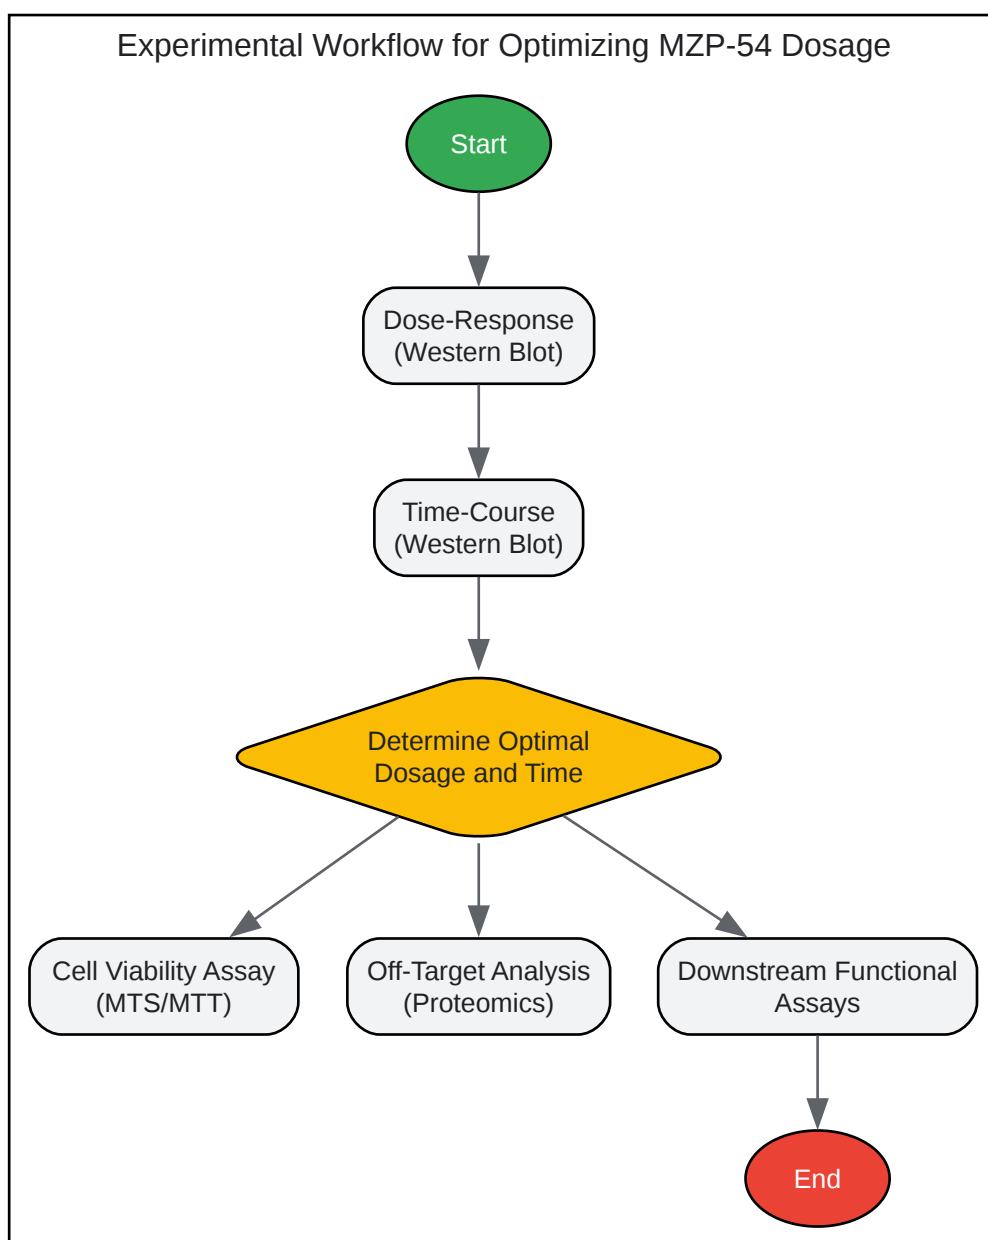 Experimental Workflow for Optimizing MZP-54 Dosage
Start
Dose-Response
(Western Blot)
Time-Course
(Western Blot)
Determine Optimal
Dosage and Time
Cell Viability Assay
(MTS/MTT)
Off-Target Analysis
(Proteomics)
Downstream Functional
Assays
End